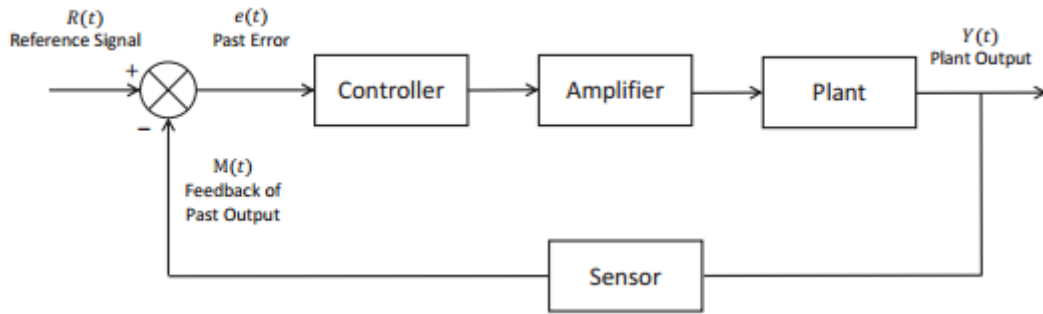 R(t)
Reference Signal
e(t)
Past Error
Y(t)
Plant Output
+
−
Controller
Amplifier
Plant
M(t)
Feedback of
Past Output
Sensor